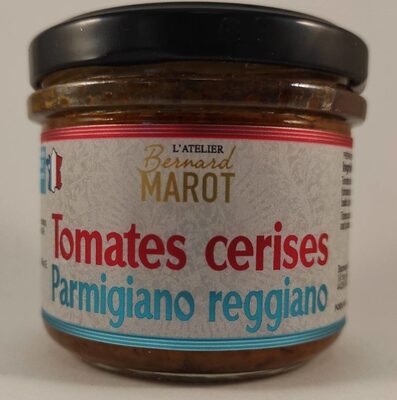 L'ATELIER
Bernard
MAROT
Tomates cerises
Parmigiano reggiano